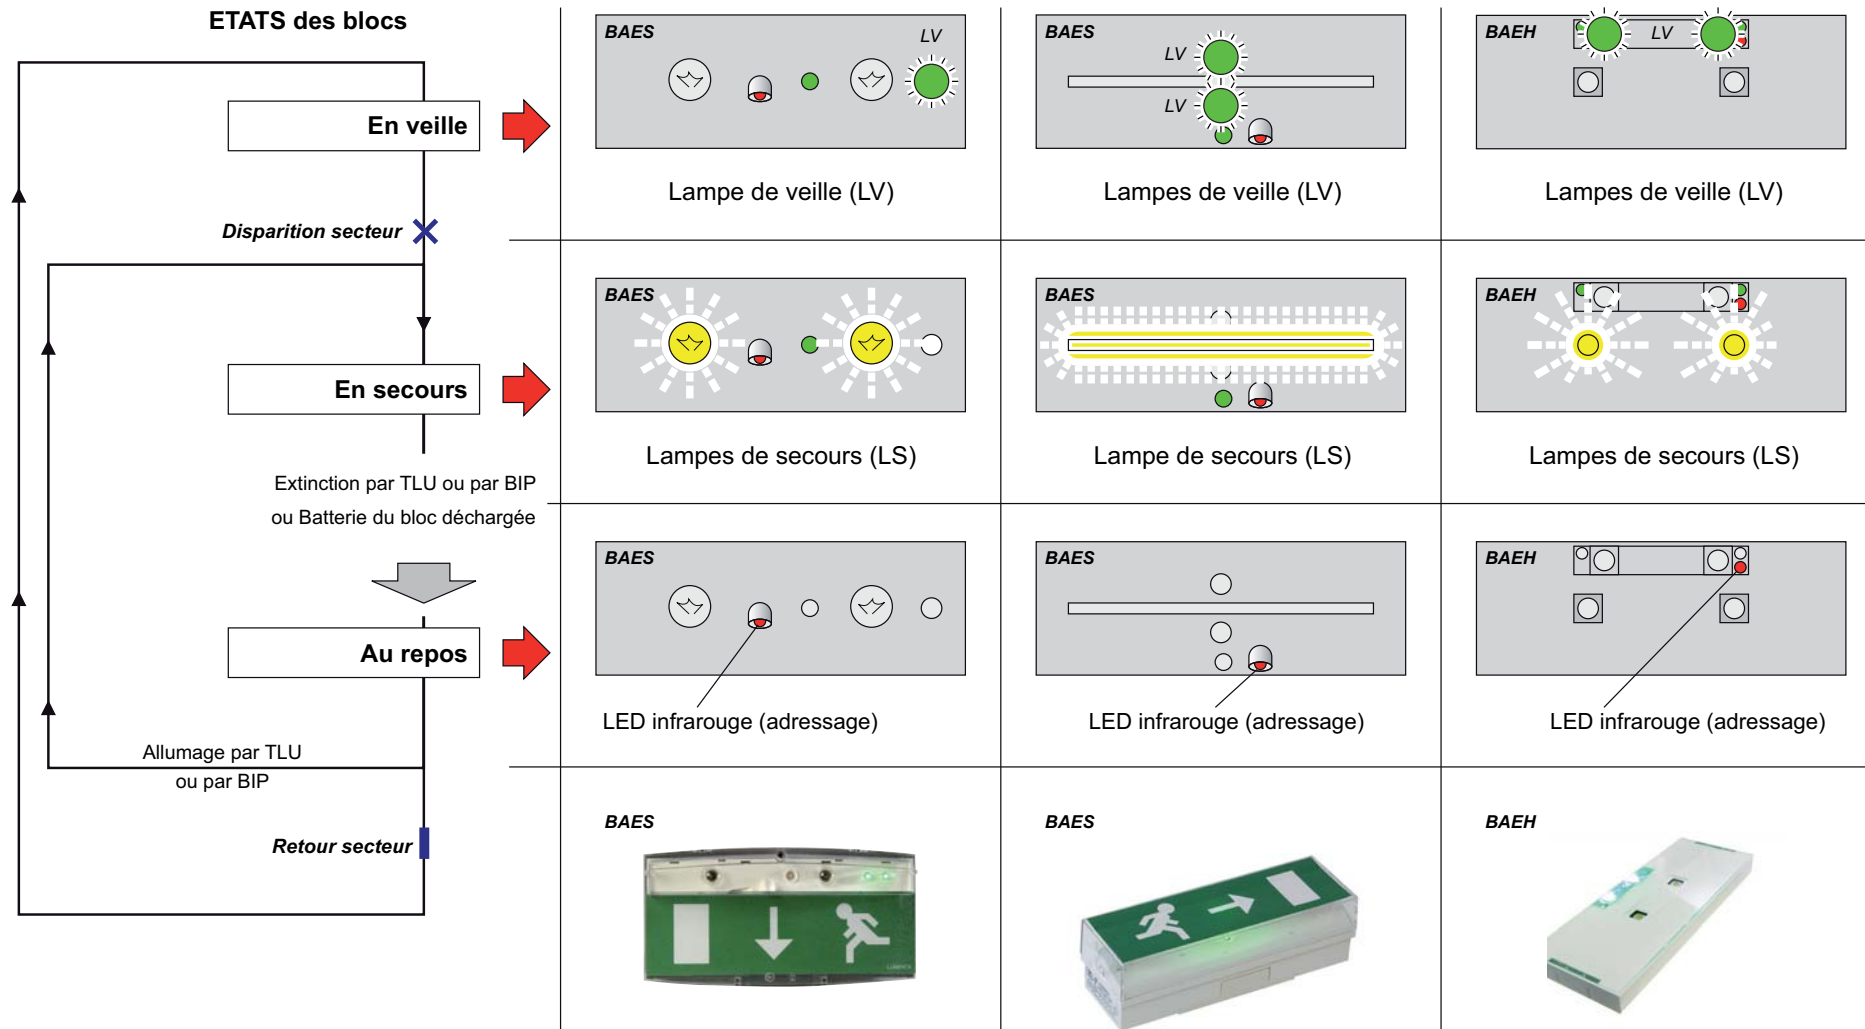 ETATS des blocs
BAES
LV
BAES
LV
LV
BAEH
LV
En veille
Lampe de veille (LV)
Lampes de veille (LV)
Lampes de veille (LV)
Disparition secteur
BAES
BAES
BAEH
En secours
Lampes de secours (LS)
Lampe de secours (LS)
Lampes de secours (LS)
Extinction par TLU ou par BIP
ou Batterie du bloc déchargée
BAES
BAES
BAEH
Au repos
LED infrarouge (adressage)
LED infrarouge (adressage)
LED infrarouge (adressage)
Allumage par TLU
ou par BIP
Retour secteur
BAES
BAES
BAEH